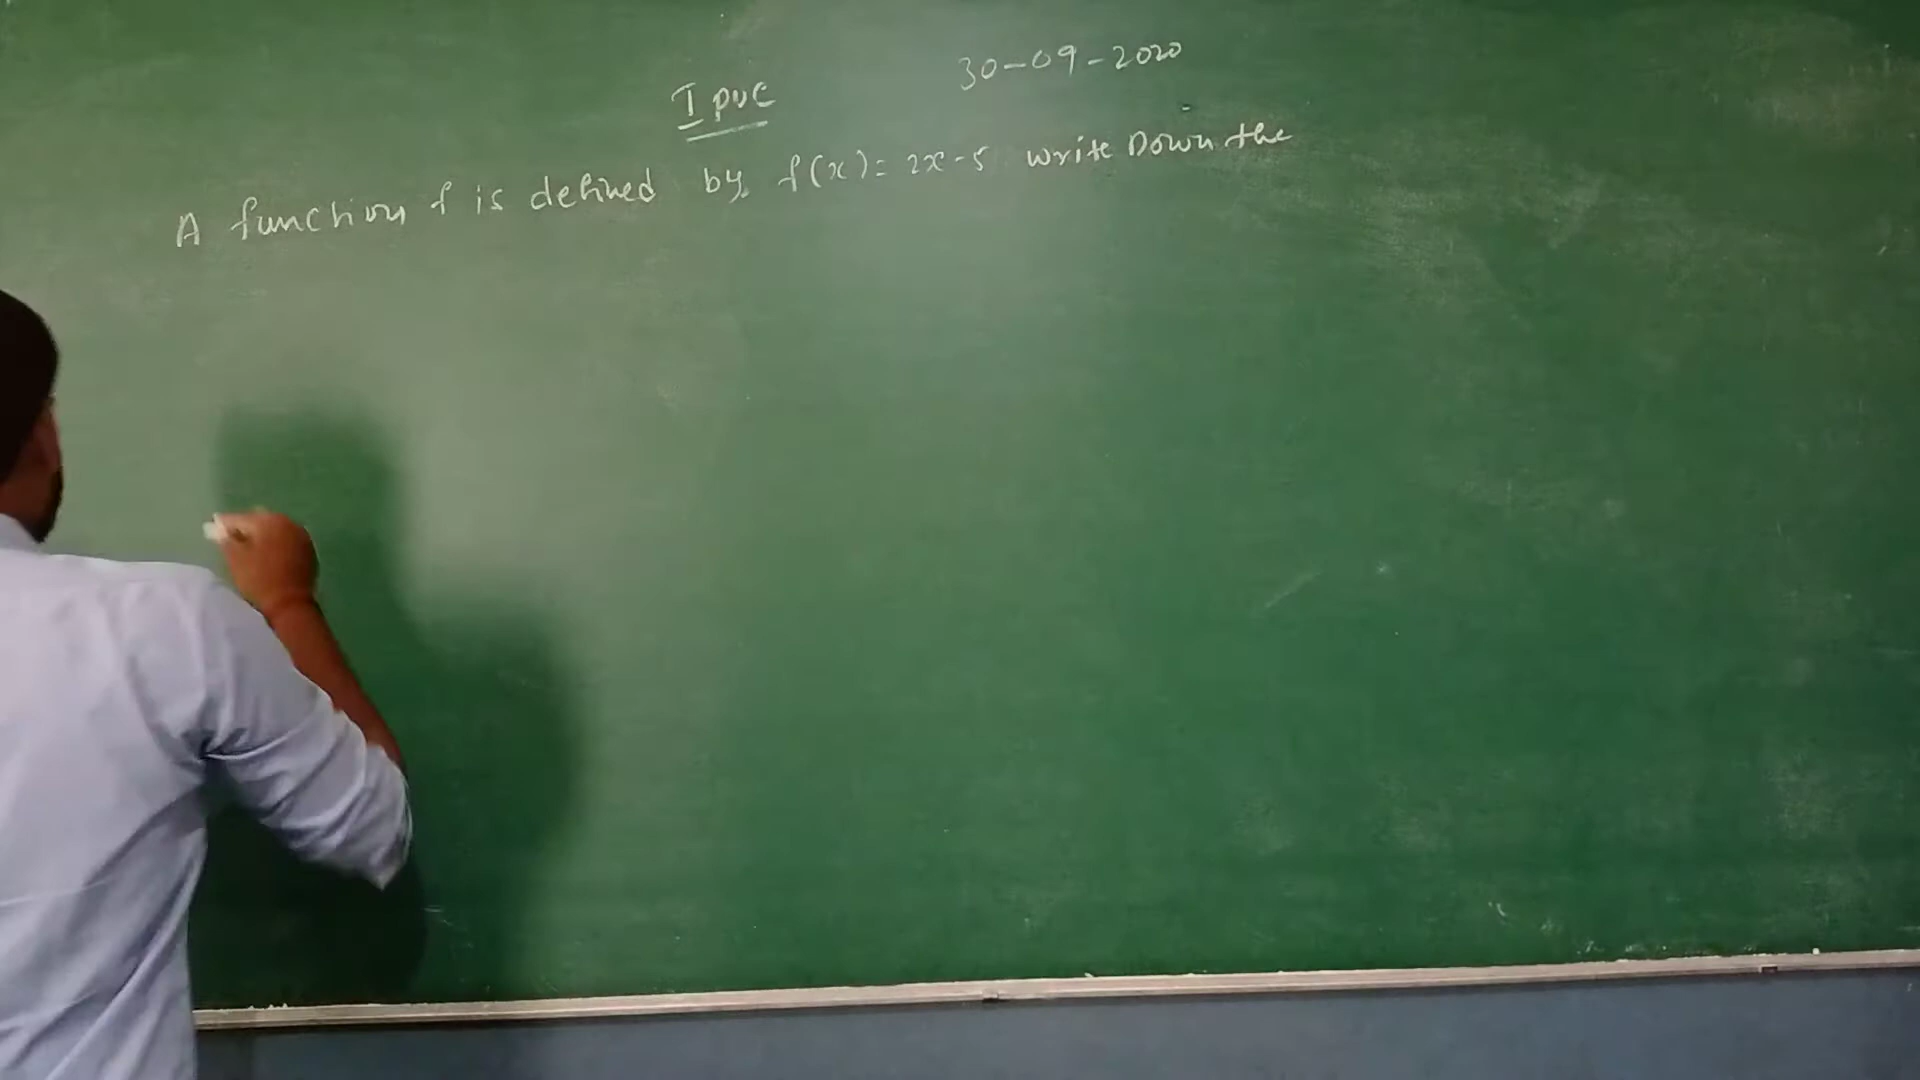 30-09-2020
I PUC
A function f is defined by f(x) = 2x-5 write Down the